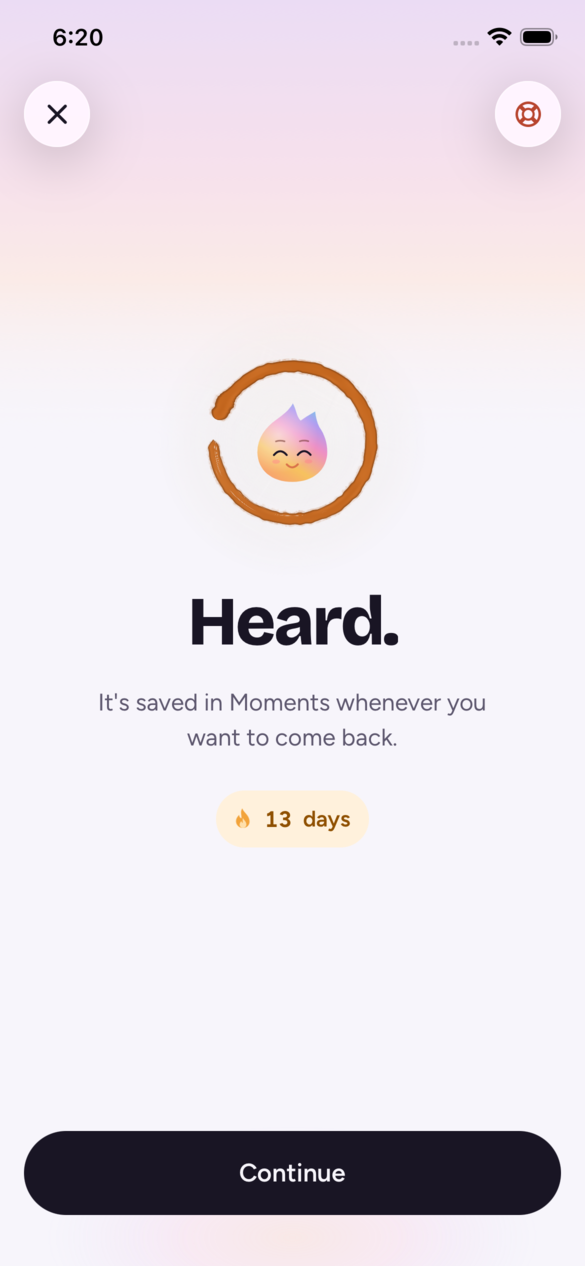 6:20
Heard.
It's saved in Moments whenever you
want to come back.
13 days
Continue